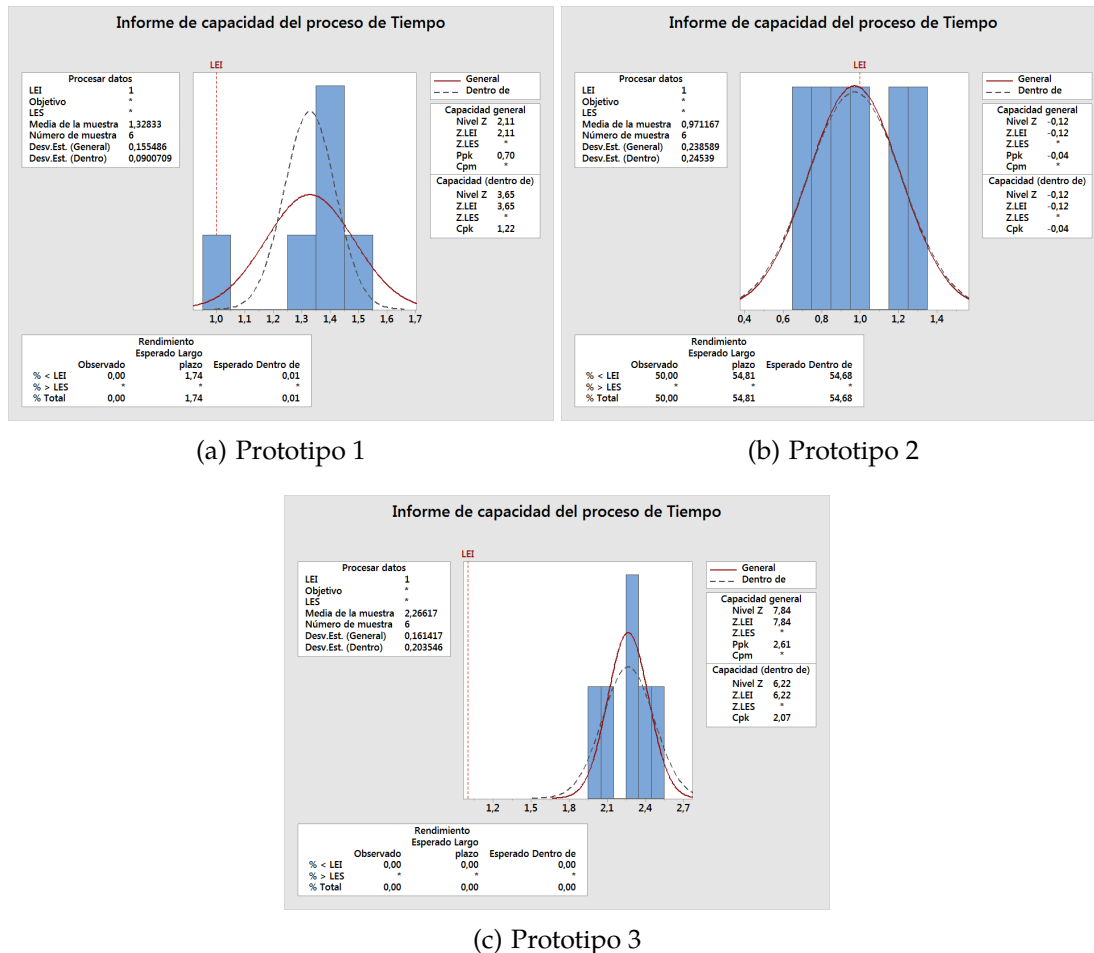 Informe de capacidad del proceso de Tiempo
LEI
Procesar datos
LEI 1
Objetivo *
LES *
Media de la muestra 1,32833
Número de muestra 6
Desv.Est. (General) 0,155486
Desv.Est. (Dentro) 0,0900709
General
Dentro de
Capacidad general
Nivel Z 2,11
Z.LEI 2,11
Z.LES *
Ppk 0,70
Cpm *
Capacidad (dentro de)
Nivel Z 3,65
Z.LEI 3,65
Z.LES *
Cpk 1,22
1,0 1,1 1,2 1,3 1,4 1,5 1,6 1,7
Rendimiento
Esperado Largo
Observado plazo Esperado Dentro de
% < LEI 0,00 1,74 0,01
% > LES * * *
% Total 0,00 1,74 0,01
(a) Prototipo 1
Informe de capacidad del proceso de Tiempo
LEI
Procesar datos
LEI 1
Objetivo *
LES *
Media de la muestra 0,971167
Número de muestra 6
Desv.Est. (General) 0,238589
Desv.Est. (Dentro) 0,24539
General
Dentro de
Capacidad general
Nivel Z -0,12
Z.LEI -0,12
Z.LES *
Ppk -0,04
Cpm *
Capacidad (dentro de)
Nivel Z -0,12
Z.LEI -0,12
Z.LES *
Cpk -0,04
0,4 0,6 0,8 1,0 1,2 1,4
Rendimiento
Esperado Largo
Observado plazo Esperado Dentro de
% < LEI 50,00 54,81 54,68
% > LES * * *
% Total 50,00 54,81 54,68
(b) Prototipo 2
Informe de capacidad del proceso de Tiempo
LEI
Procesar datos
LEI 1
Objetivo *
LES *
Media de la muestra 2,26617
Número de muestra 6
Desv.Est. (General) 0,161417
Desv.Est. (Dentro) 0,203546
General
Dentro de
Capacidad general
Nivel Z 7,84
Z.LEI 7,84
Z.LES *
Ppk 2,61
Cpm *
Capacidad (dentro de)
Nivel Z 6,22
Z.LEI 6,22
Z.LES *
Cpk 2,07
1,2 1,5 1,8 2,1 2,4 2,7
Rendimiento
Esperado Largo
Observado plazo Esperado Dentro de
% < LEI 0,00 0,00 0,00
% > LES * * *
% Total 0,00 0,00 0,00
(c) Prototipo 3